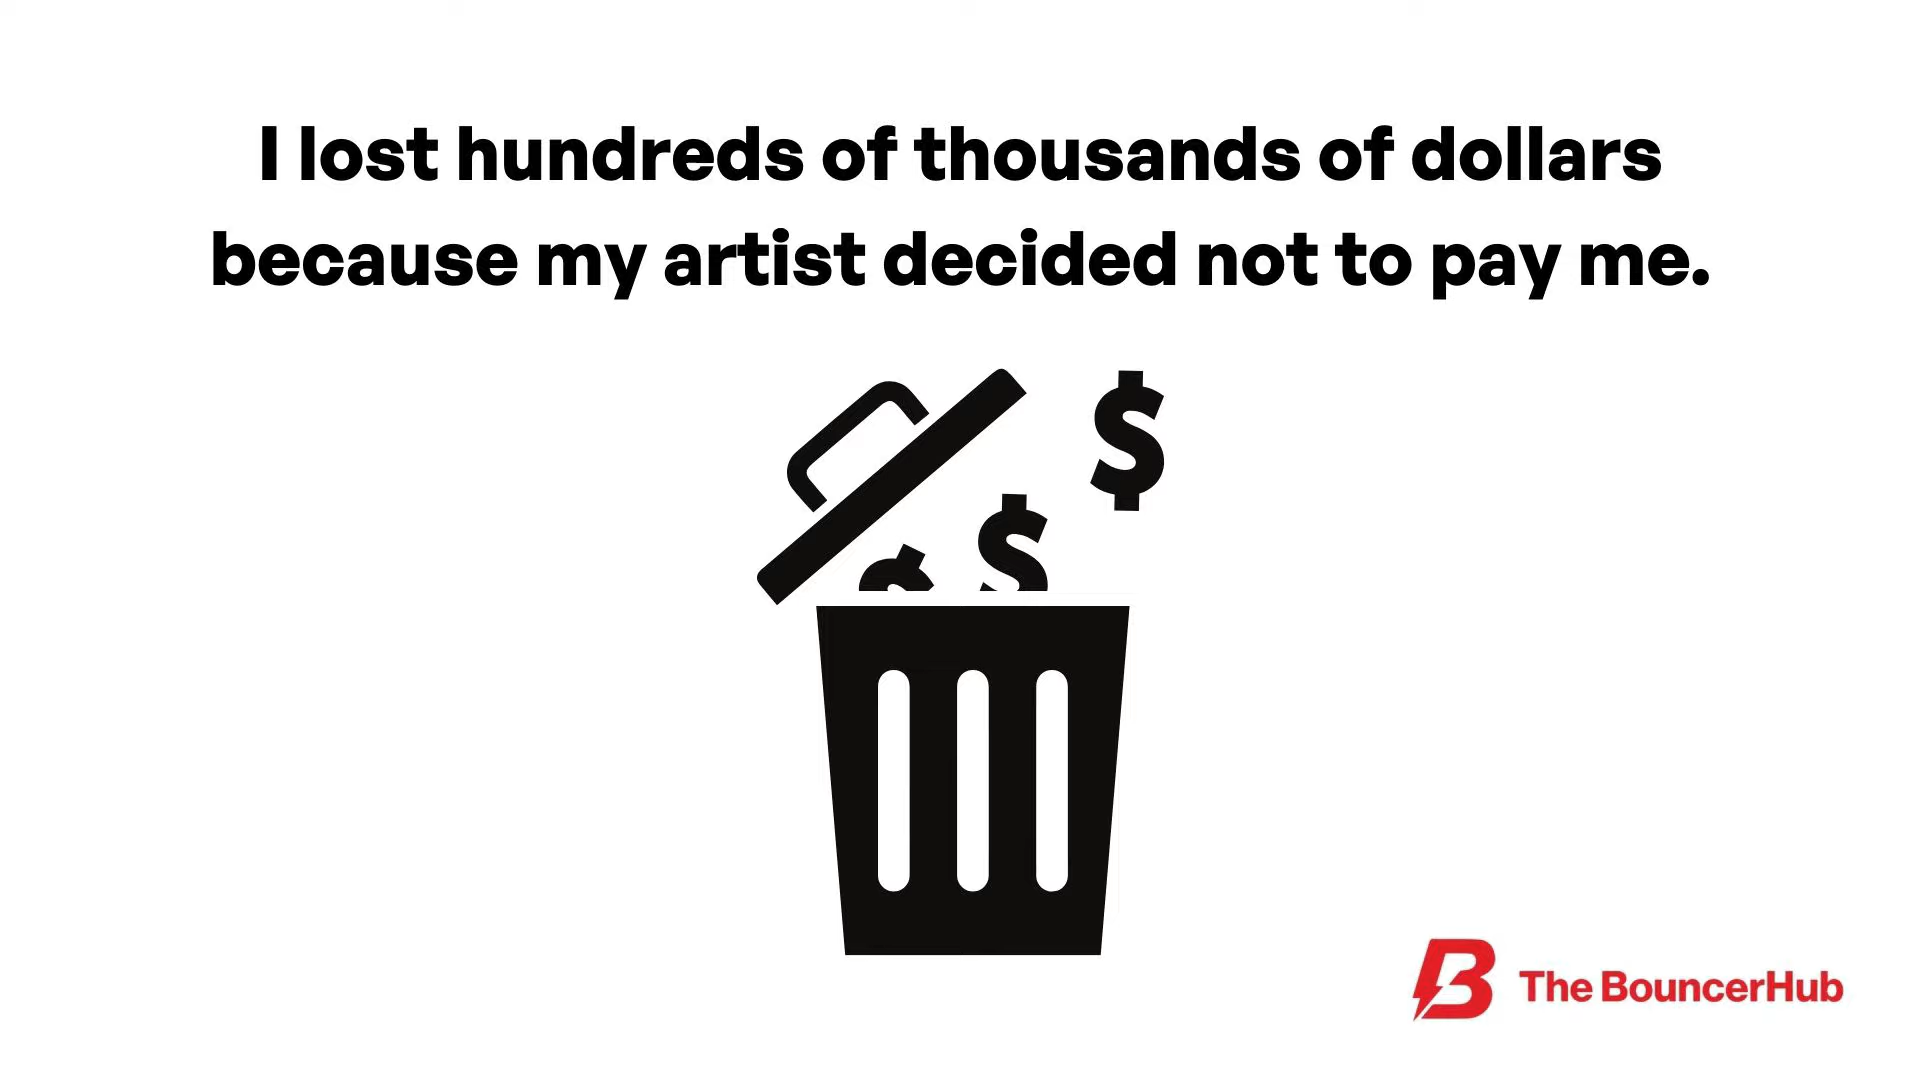 I lost hundreds of thousands of dollars
because my artist decided not to pay me.
$
$
$
B The BouncerHub